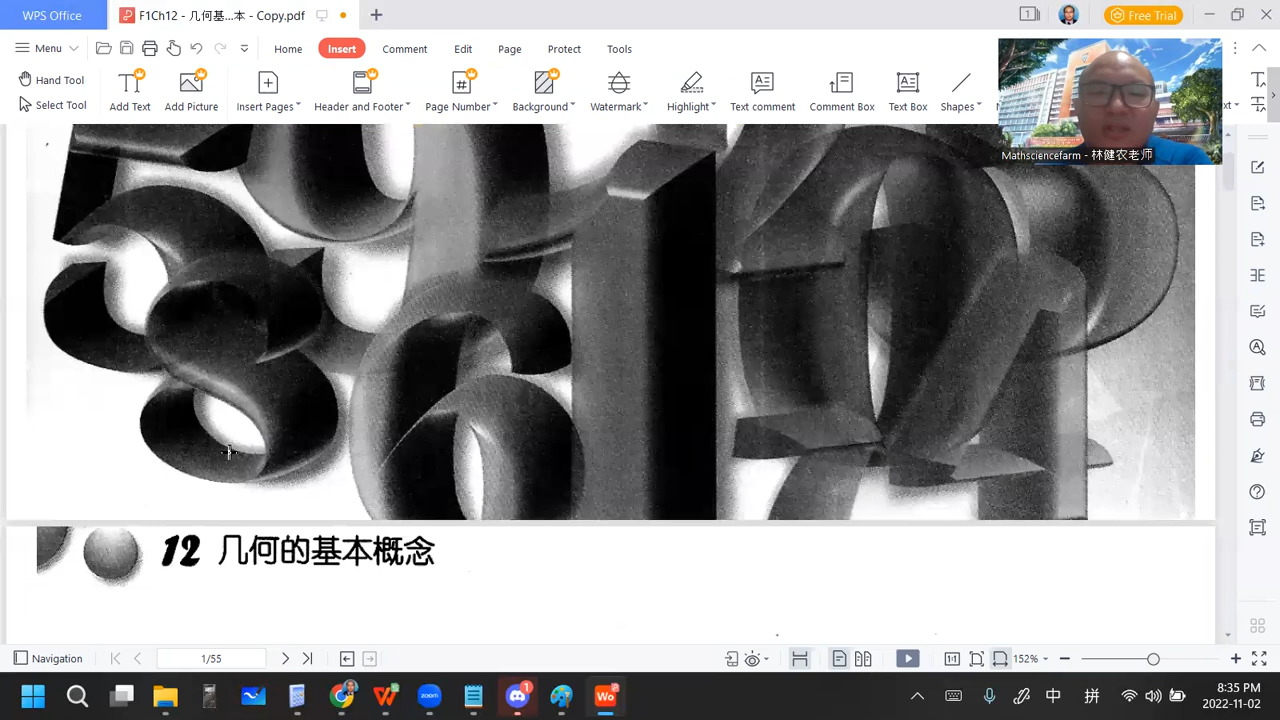 WPS Office
F1Ch12 - 几何基...本 - Copy.pdf
1
Free Trial
Menu
Home
Insert
Comment
Edit
Page
Protect
Tools
Hand Tool
Select Tool
Add Text
Add Picture
Insert Pages
Header and Footer
Page Number
Background
Watermark
Highlight
Text comment
Comment Box
Text Box
Shapes
Mathsciencefarm - 林健农老师
12 几何的基本概念
Navigation
1/55
152%
中
拼
8:35 PM
2022-11-02